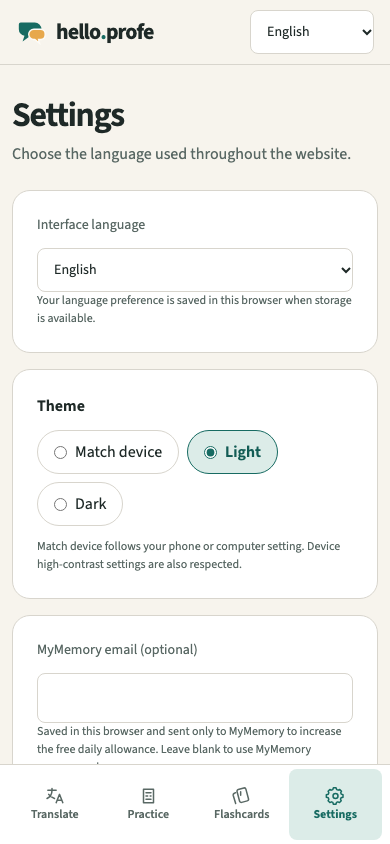 hello.profe
English
Settings
Choose the language used throughout the website.
Interface language
English
Your language preference is saved in this browser when storage
is available.
Theme
Match device
Light
Dark
Match device follows your phone or computer setting. Device
high-contrast settings are also respected.
MyMemory email (optional)
Saved in this browser and sent only to MyMemory to increase
the free daily allowance. Leave blank to use MyMemory
Translate
Practice
Flashcards
Settings